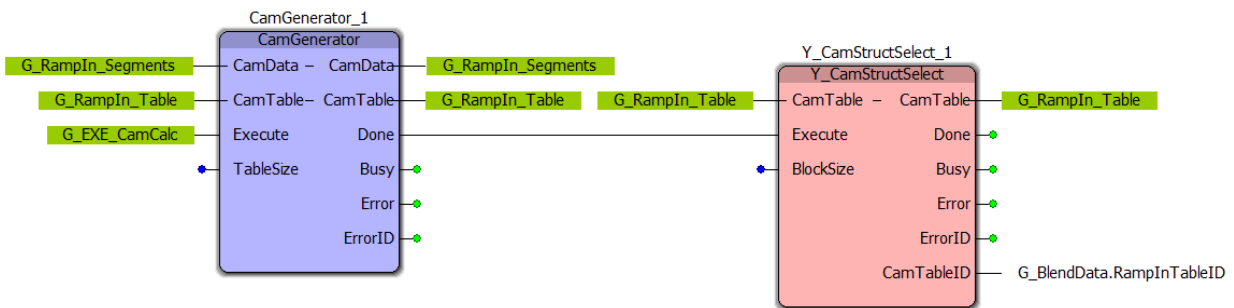 CamGenerator_1
CamGenerator
G_RampIn_Segments CamData CamData G_RampIn_Segments
G_RampIn_Table CamTable CamTable G_RampIn_Table
G_EXE_CamCalc Execute Done
TableSize Busy
Error
ErrorID
Y_CamStructSelect_1
Y_CamStructSelect
G_RampIn_Table CamTable CamTable G_RampIn_Table
Execute Done
BlockSize Busy
Error
ErrorID
CamTableID G_BlendData.RampInTableID